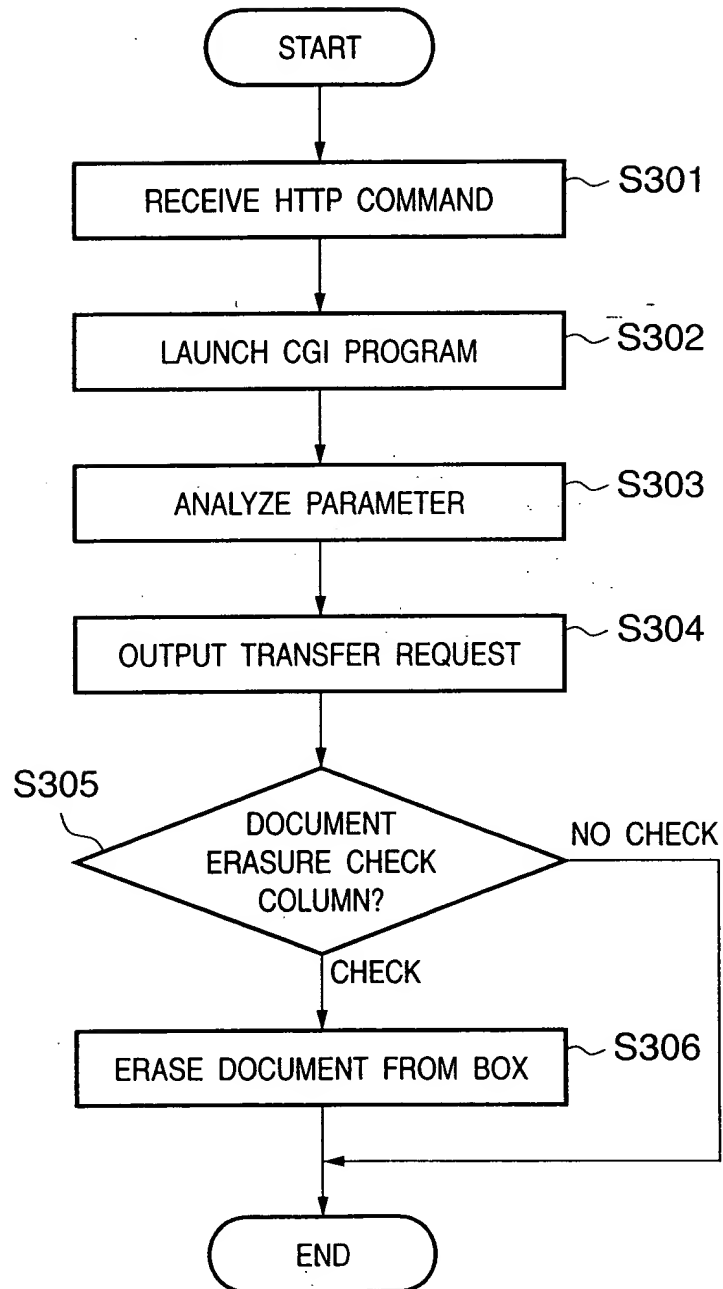 START
RECEIVE HTTP COMMAND
S301
LAUNCH CGI PROGRAM
S302
ANALYZE PARAMETER
S303
OUTPUT TRANSFER REQUEST
S304
S305
DOCUMENT
ERASURE CHECK
COLUMN?
NO CHECK
CHECK
ERASE DOCUMENT FROM BOX
S306
END